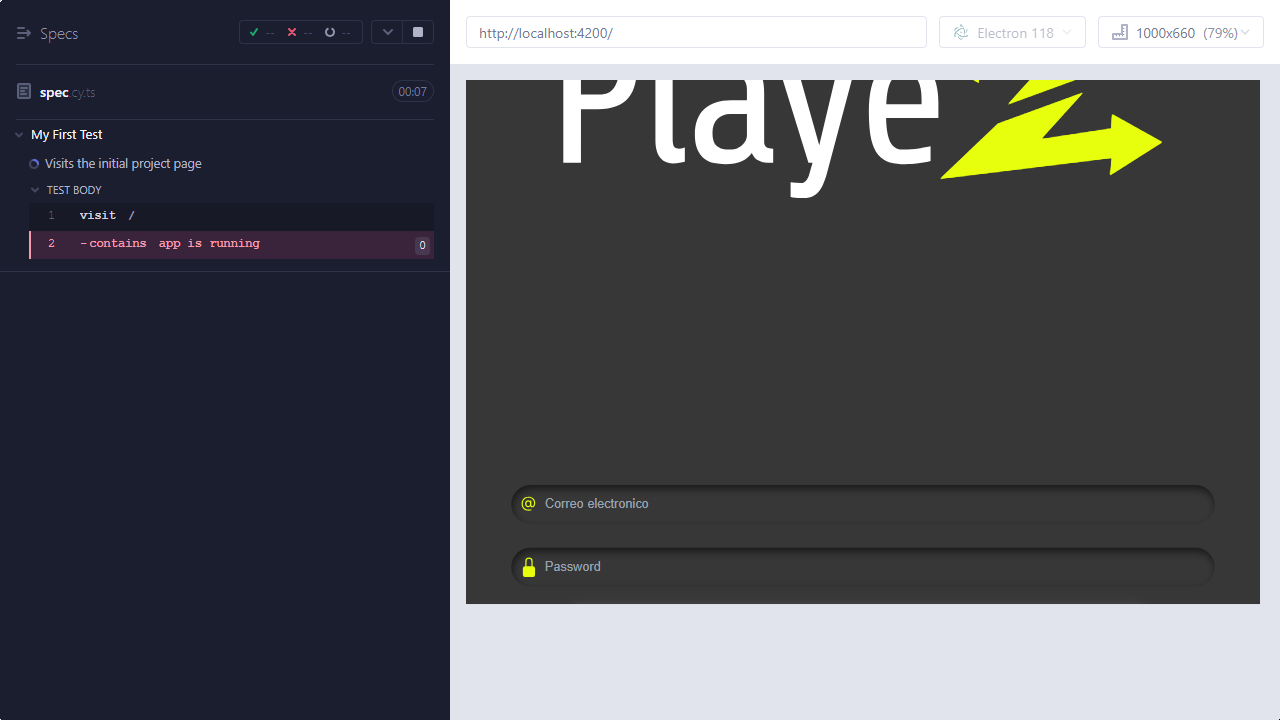 Specs
-- -- --
http://localhost:4200/
Electron 118
1000x660 (79%)
spec.cy.ts
00:07
My First Test
Visits the initial project page
TEST BODY
1 visit /
2 -contains app is running 0
Playe
@ Correo electronico
Password